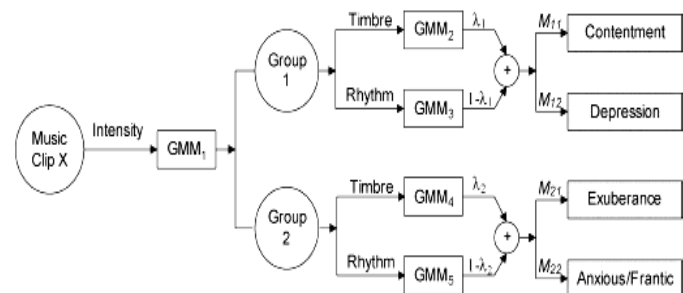 Music
Clip X
Intensity
GMM₁
Group
1
Timbre
GMM₂
λ₁
Rhythm
GMM₃
1-λ₁
+
M₁₁
Contentment
M₁₂
Depression
Group
2
Timbre
GMM₄
λ₂
Rhythm
GMM₅
1-λ₂
+
M₂₁
Exuberance
M₂₂
Anxious/Frantic